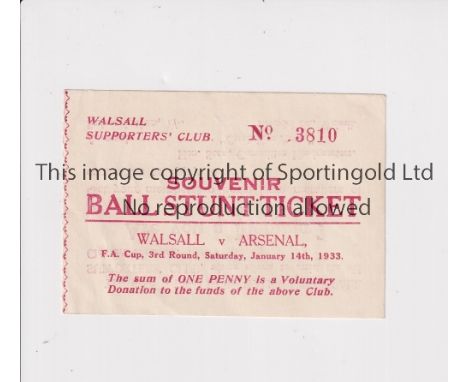 WALSALL
SUPPORTERS' CLUB.
Nº 3810
This image copyright of Sportingold Ltd
SOUVENIR
BALL STUNT TICKET
No reproduction allowed
WALSALL v ARSENAL,
F.A. Cup, 3rd Round, Saturday, January 14th, 1933.
The sum of ONE PENNY is a Voluntary
Donation to the funds of the above Club.